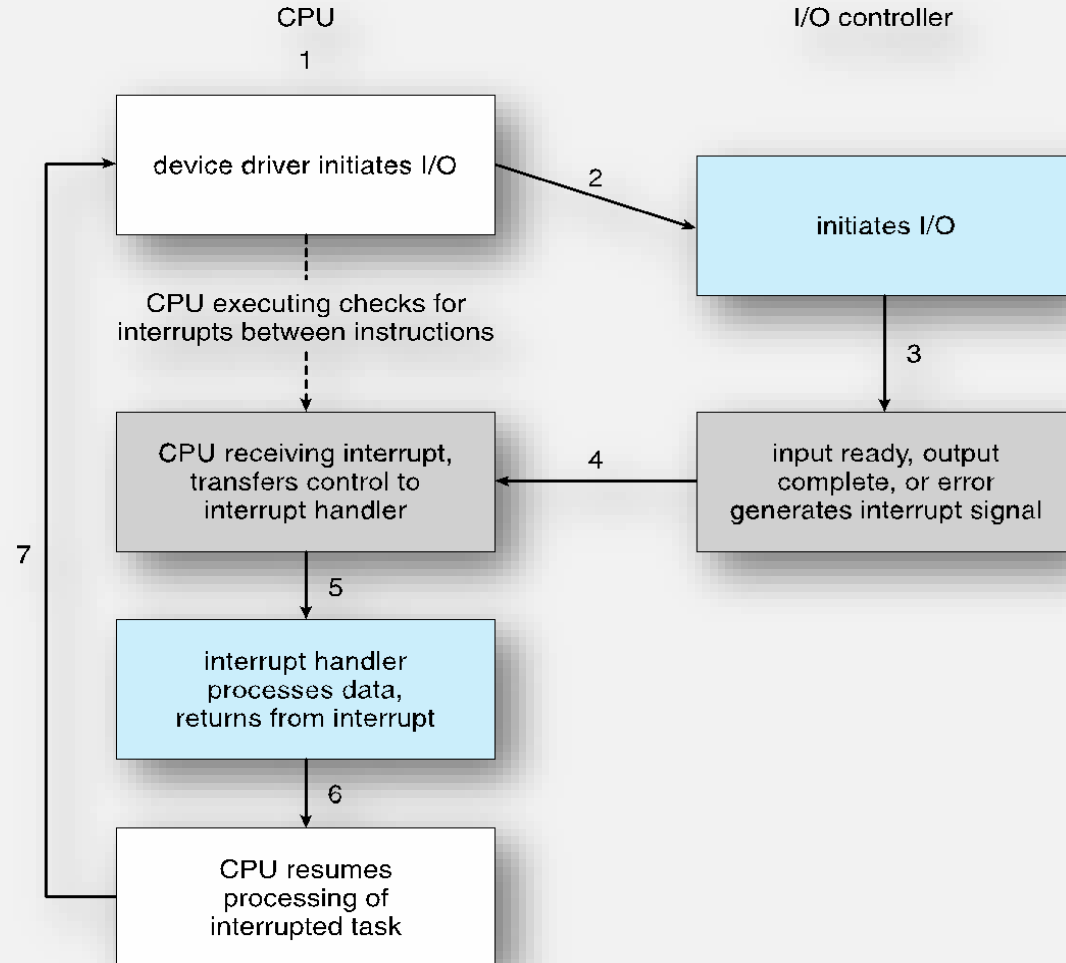 CPU
I/O controller
1
device driver initiates I/O
2
initiates I/O
CPU executing checks for
interrupts between instructions
3
CPU receiving interrupt,
transfers control to
interrupt handler
4
input ready, output
complete, or error
generates interrupt signal
7
5
interrupt handler
processes data,
returns from interrupt
6
CPU resumes
processing of
interrupted task